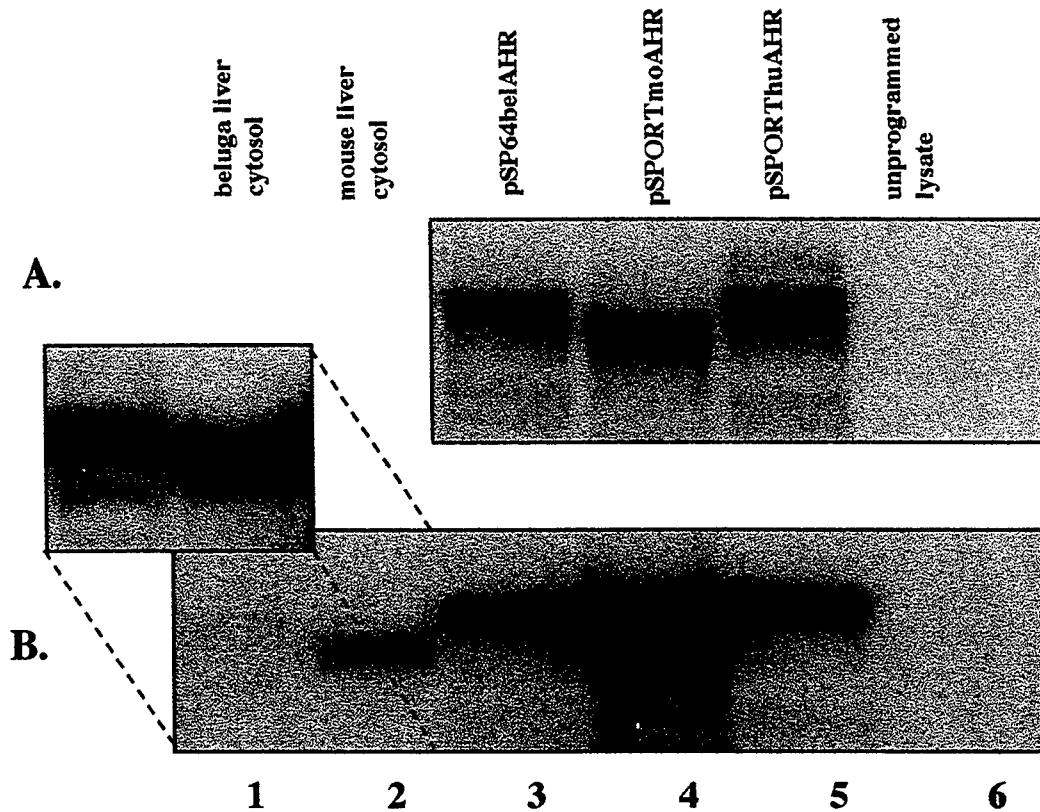 beluga liver
cytosol
mouse liver
cytosol
pSP64belAHR
pSPORTmoAHR
pSPORThuAHR
unprogrammed
lysate
A.
B.
1 2 3 4 5 6